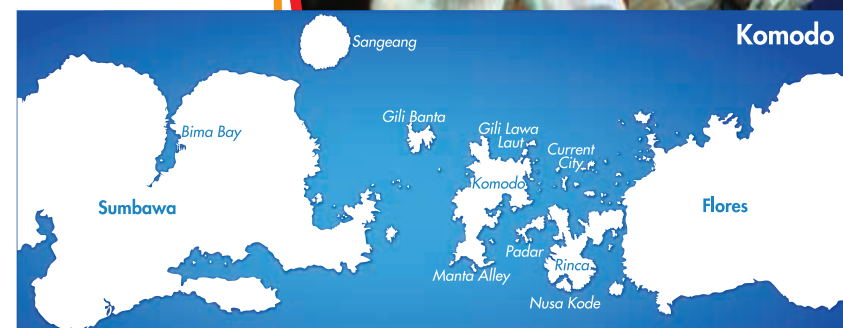 Komodo
Sangeang
Gili Banta
Bima Bay
Gili Lawa
Laut
Current
City
Komodo
Sumbawa
Flores
Padar
Rinca
Manta Alley
Nusa Kode